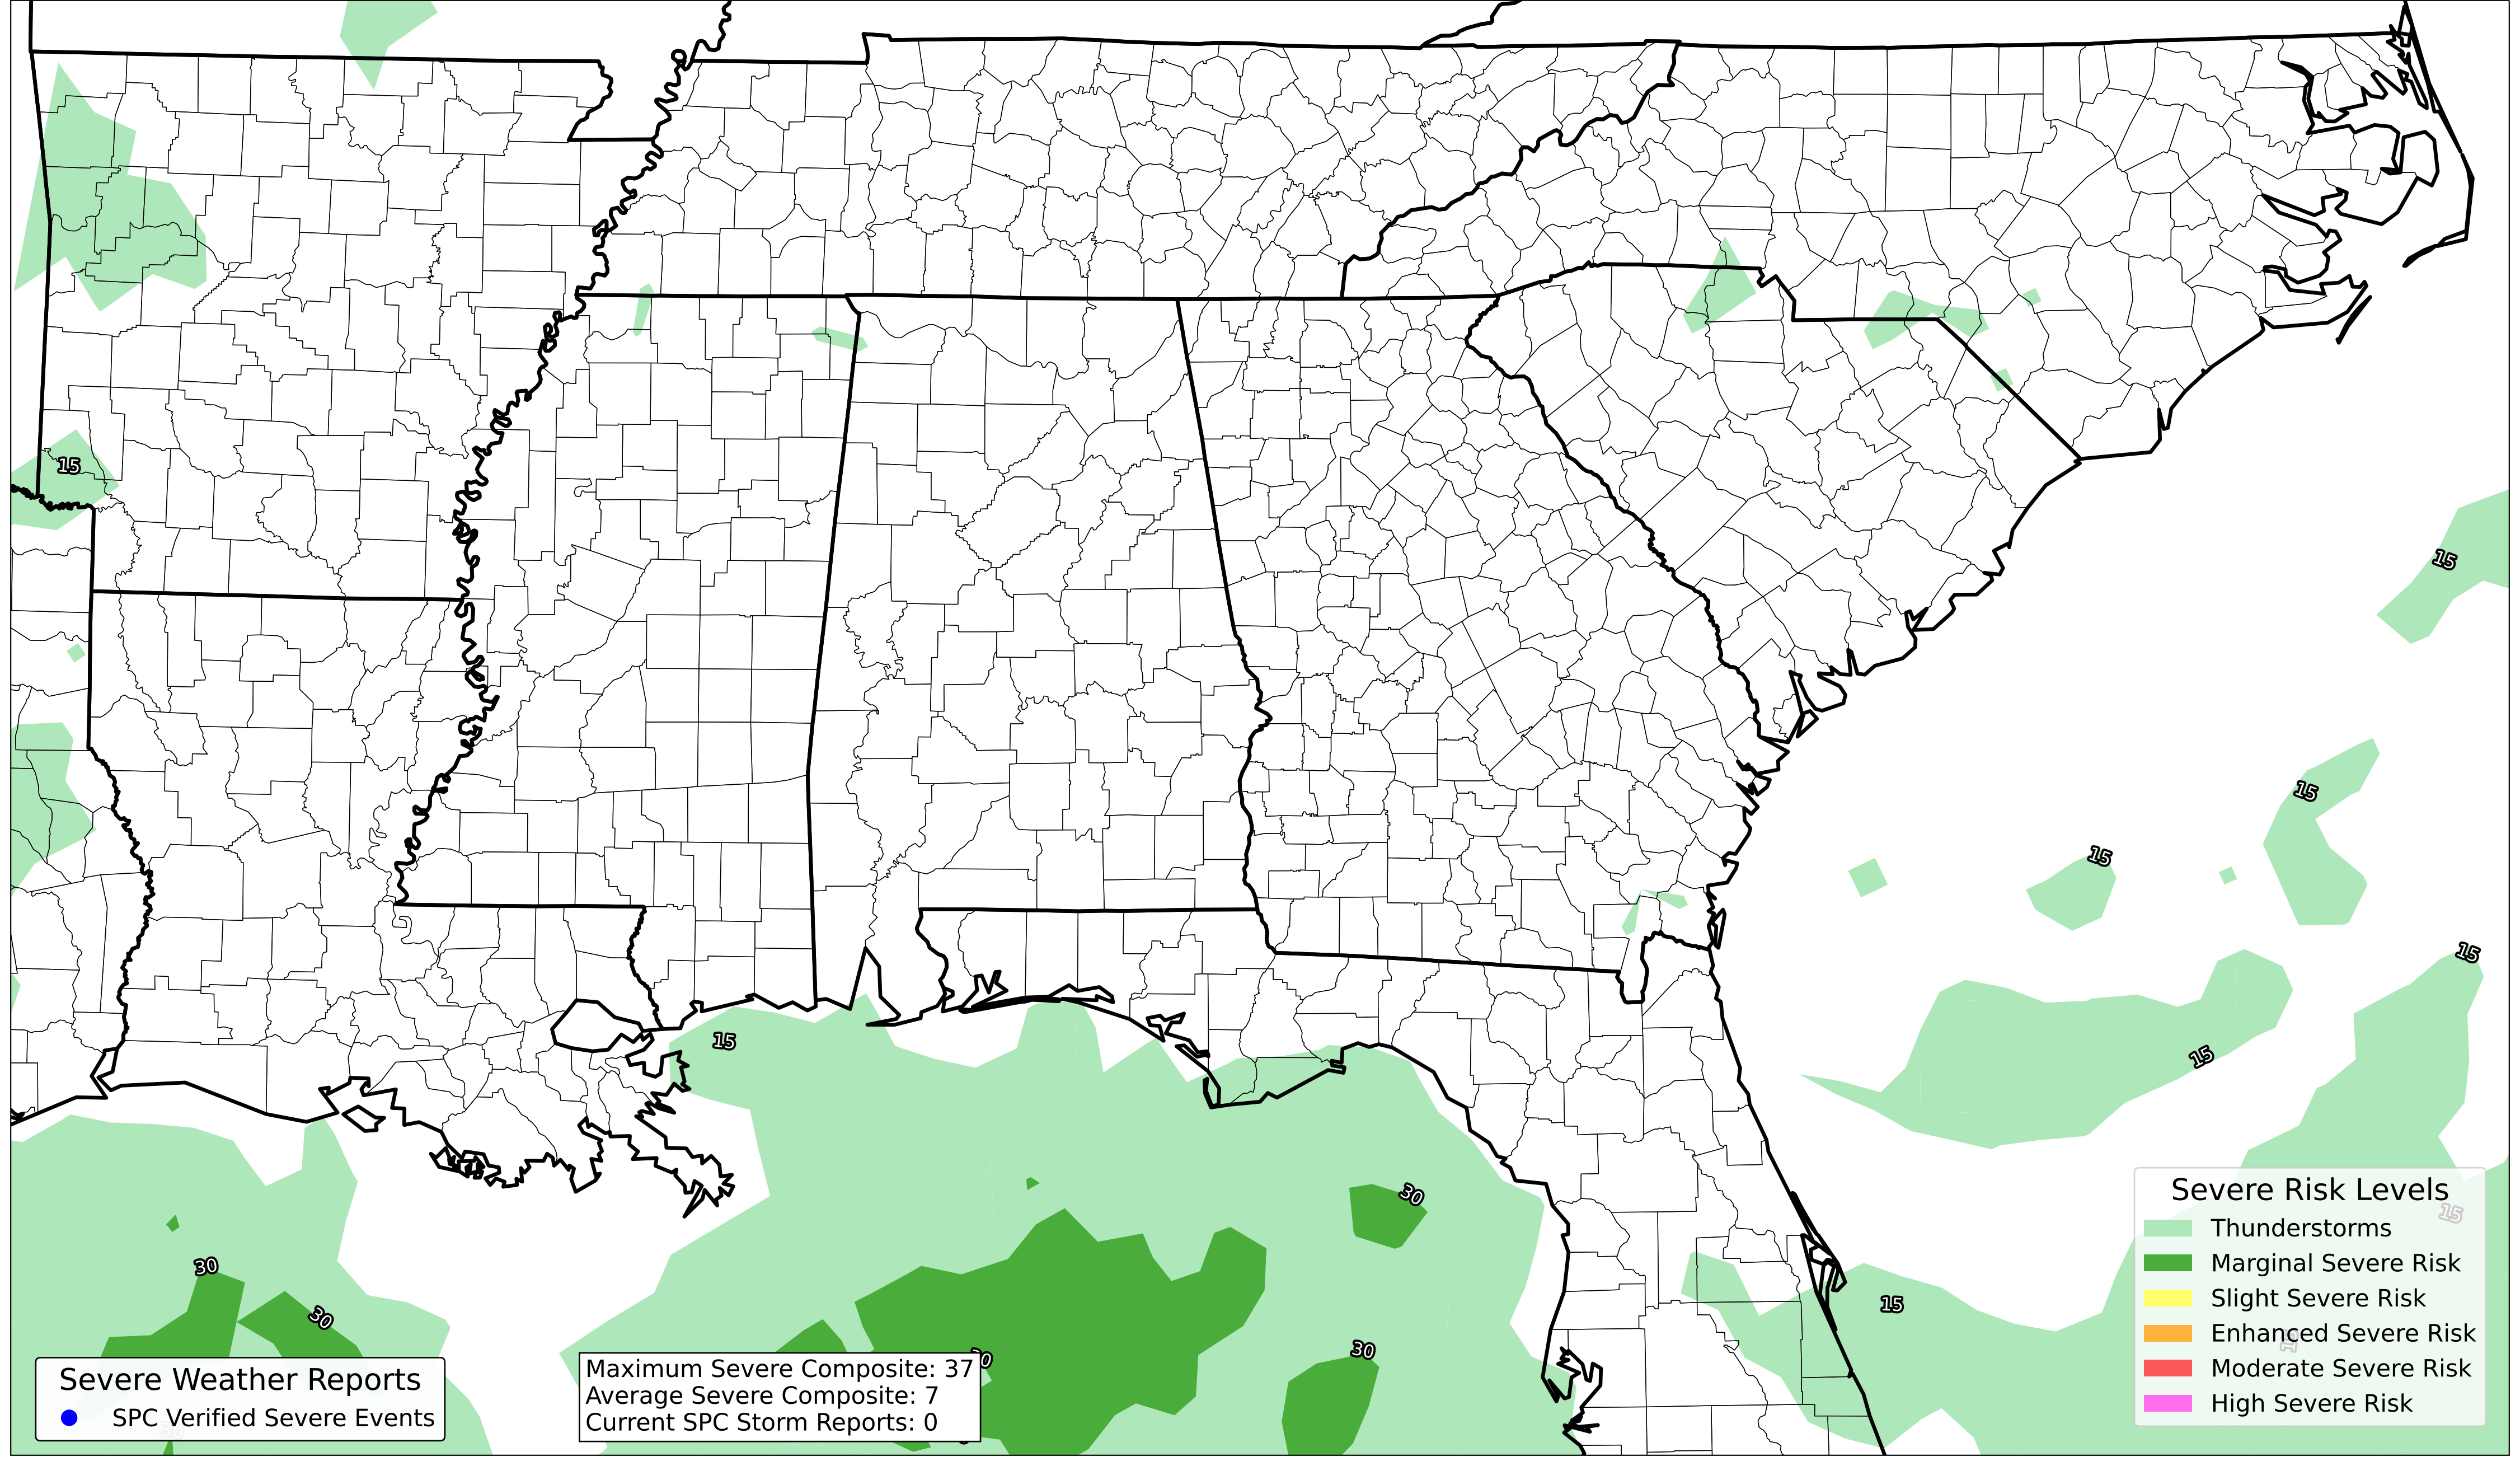 15
15
15
15
15
15
15
15
30
30
30
30
Severe Risk Levels
Thunderstorms
Marginal Severe Risk
Slight Severe Risk
Enhanced Severe Risk
Moderate Severe Risk
High Severe Risk
15
Severe Weather Reports
SPC Verified Severe Events
Maximum Severe Composite: 37
Average Severe Composite: 7
Current SPC Storm Reports: 0